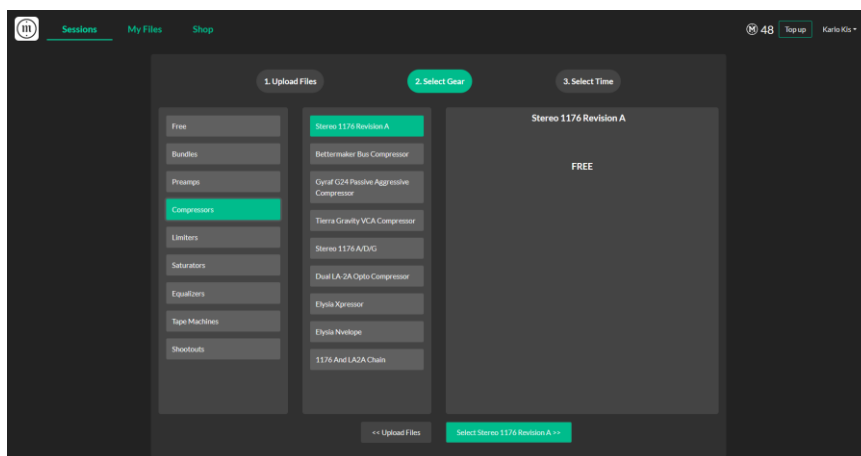 m
Sessions
My Files
Shop
M 48
Top up
Karlo Kis
1. Upload Files
2. Select Gear
3. Select Time
Free
Bundles
Preamps
Compressors
Limiters
Saturators
Equalizers
Tape Machines
Shootouts
Stereo 1176 Revision A
Bettermaker Bus Compressor
Gyraf G24 Passive Aggressive
Compressor
Tierra Gravity VCA Compressor
Stereo 1176 A/D/G
Dual LA-2A Opto Compressor
Elysia Xpressor
Elysia Nvelope
1176 And LA2A Chain
Stereo 1176 Revision A
FREE
<< Upload Files
Select Stereo 1176 Revision A >>